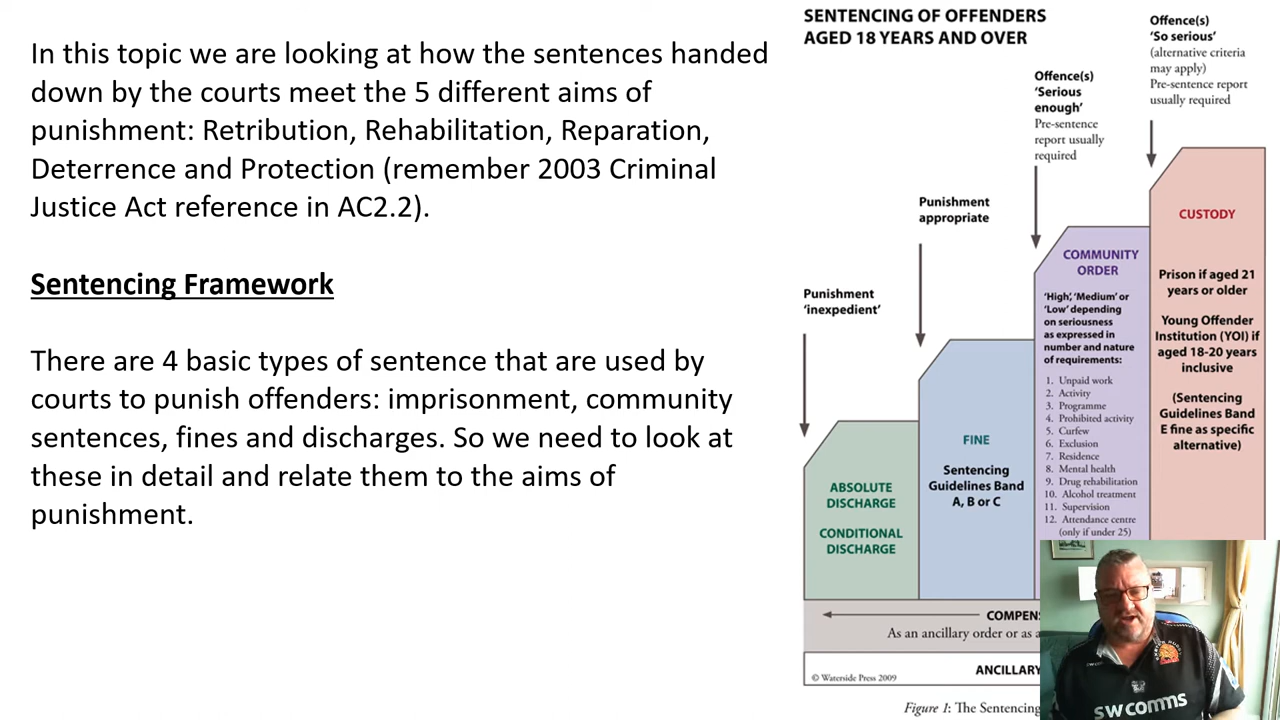 In this topic we are looking at how the sentences handed
down by the courts meet the 5 different aims of
punishment: Retribution, Rehabilitation, Reparation,
Deterrence and Protection (remember 2003 Criminal
Justice Act reference in AC2.2).
Sentencing Framework
There are 4 basic types of sentence that are used by
courts to punish offenders: imprisonment, community
sentences, fines and discharges. So we need to look at
these in detail and relate them to the aims of
punishment.
SENTENCING OF OFFENDERS
AGED 18 YEARS AND OVER
Punishment
‘inexpedient’
ABSOLUTE
DISCHARGE
CONDITIONAL
DISCHARGE
Punishment
appropriate
FINE
Sentencing
Guidelines Band
A, B or C
Offence(s)
‘Serious
enough’
Pre-sentence
report usually
required
COMMUNITY
ORDER
‘High’, ‘Medium’ or
‘Low’ depending
on seriousness
as expressed in
number and nature
of requirements:
1. Unpaid work
2. Activity
3. Programme
4. Prohibited activity
5. Curfew
6. Exclusion
7. Residence
8. Mental health
9. Drug rehabilitation
10. Alcohol treatment
11. Supervision
12. Attendance centre
(only if under 25)
Offence(s)
‘So serious’
(alternative criteria
may apply)
Pre-sentence report
usually required
CUSTODY
Prison if aged 21
years or older
Young Offender
Institution (YOI) if
aged 18-20 years
inclusive
(Sentencing
Guidelines Band
E fine as specific
alternative)
COMPENS
As an ancillary order or as a
ANCILLARY
© Waterside Press 2009
Figure 1: The Sentencing
sw comms